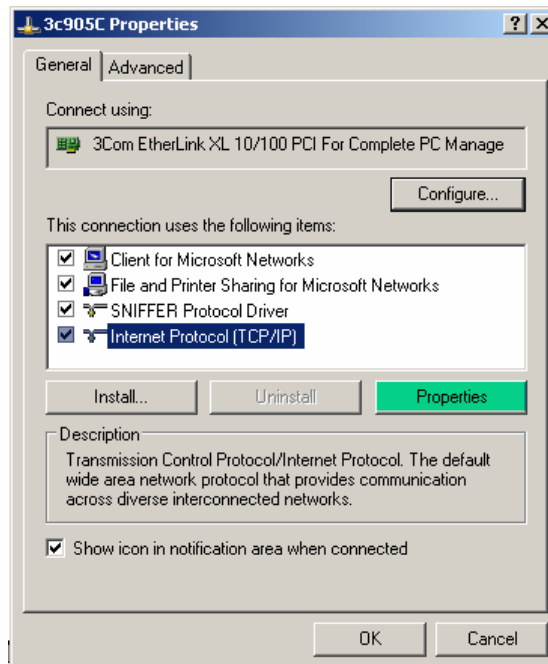 3c905C Properties
General Advanced
Connect using:
3Com EtherLink XL 10/100 PCI For Complete PC Manage
Configure...
This connection uses the following items:
Client for Microsoft Networks
File and Printer Sharing for Microsoft Networks
SNIFFER Protocol Driver
Internet Protocol (TCP/IP)
Install... Uninstall Properties
Description
Transmission Control Protocol/Internet Protocol. The default
wide area network protocol that provides communication
across diverse interconnected networks.
Show icon in notification area when connected
OK Cancel